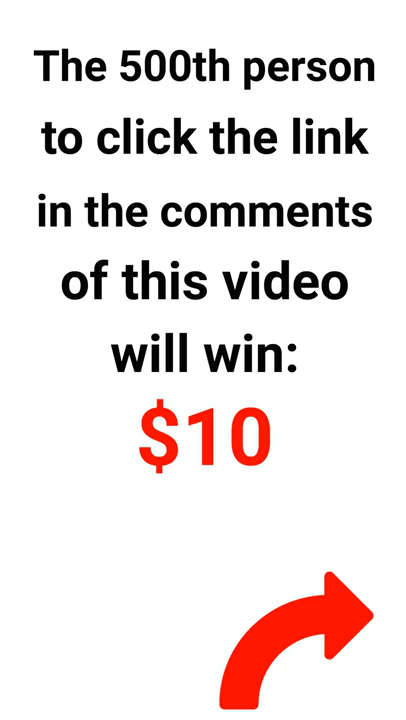 The 500th person
to click the link
in the comments
of this video
will win:
$10